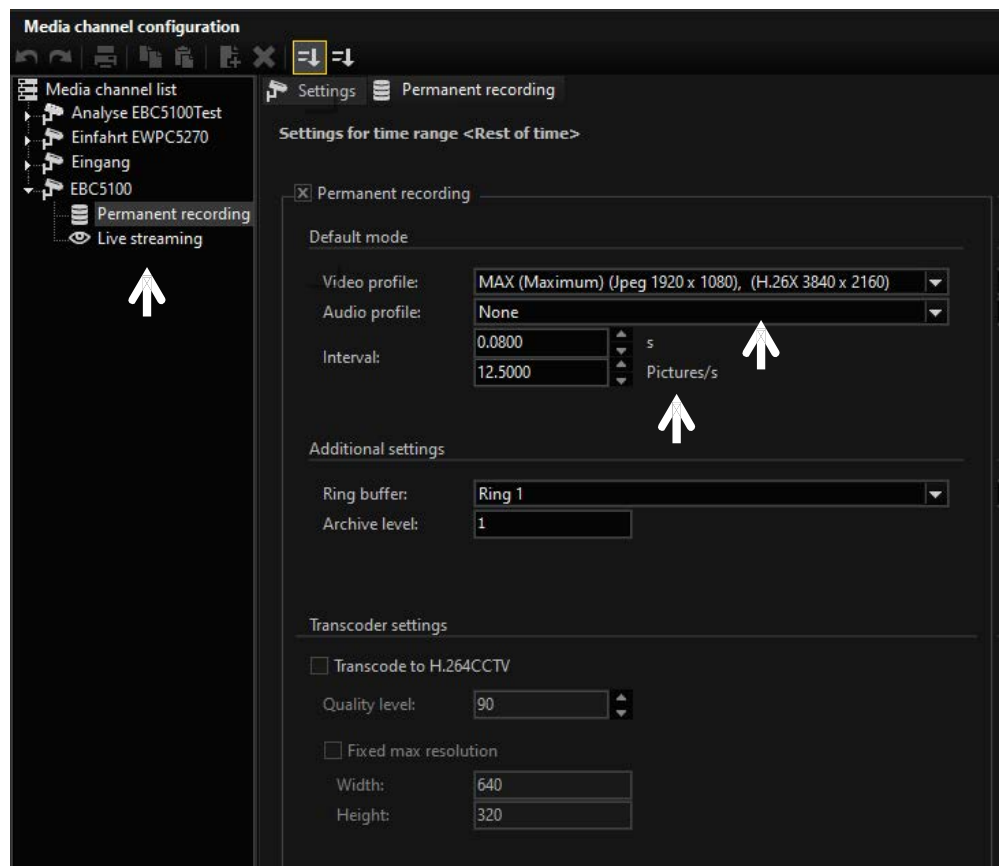 Media channel configuration
Media channel list
Analyse EBC5100Test
Einfahrt EWPC5270
Eingang
EBC5100
Permanent recording
Live streaming
Settings
Permanent recording
Settings for time range <Rest of time>
Permanent recording
Default mode
Video profile: MAX (Maximum) (Jpeg 1920 x 1080), (H.26X 3840 x 2160)
Audio profile: None
Interval: 0.0800 s
12.5000 Pictures/s
Additional settings
Ring buffer: Ring 1
Archive level: 1
Transcoder settings
Transcode to H.264CCTV
Quality level: 90
Fixed max resolution
Width: 640
Height: 320